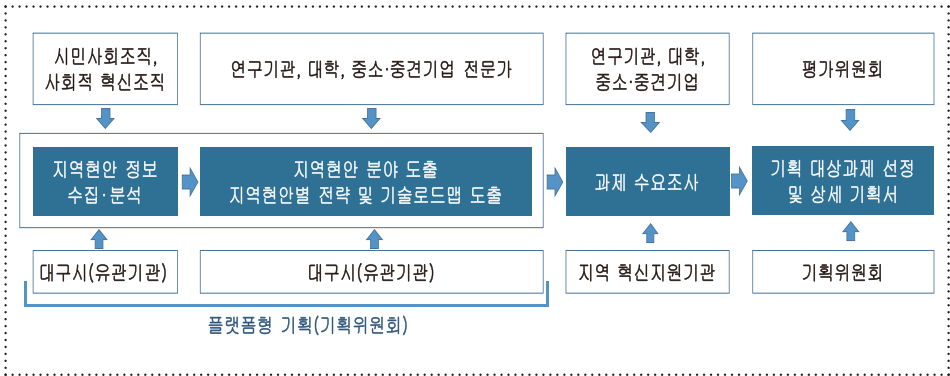 시민사회조직,
사회적 혁신조직
연구기관, 대학, 중소·중견기업 전문가
연구기관, 대학,
중소·중견기업
평가위원회
지역현안 정보
수집·분석
지역현안 분야 도출
지역현안별 전략 및 기술로드맵 도출
과제 수요조사
기획 대상과제 선정
및 상세 기획서
대구시(유관기관)
대구시(유관기관)
지역 혁신지원기관
기획위원회
플랫폼형 기획(기획위원회)